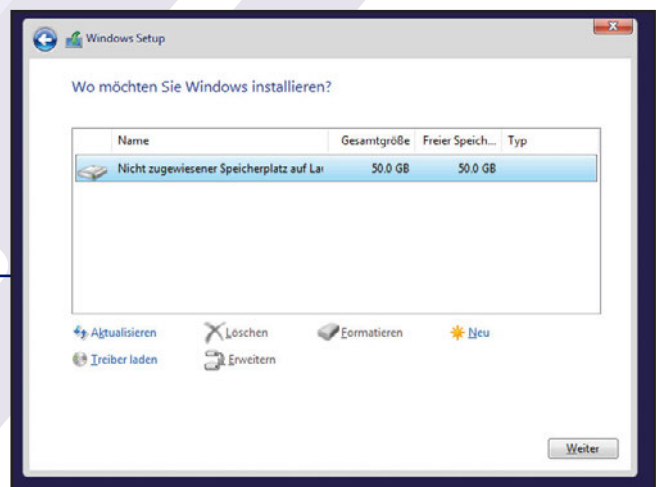 Windows Setup
Wo möchten Sie Windows installieren?
Name Gesamtgröße Freier Speich... Typ
Nicht zugewiesener Speicherplatz auf 50.0 GB 50.0 GB
Aktualisieren Löschen Formatieren Neu
Treiber laden Erweitern
Weiter